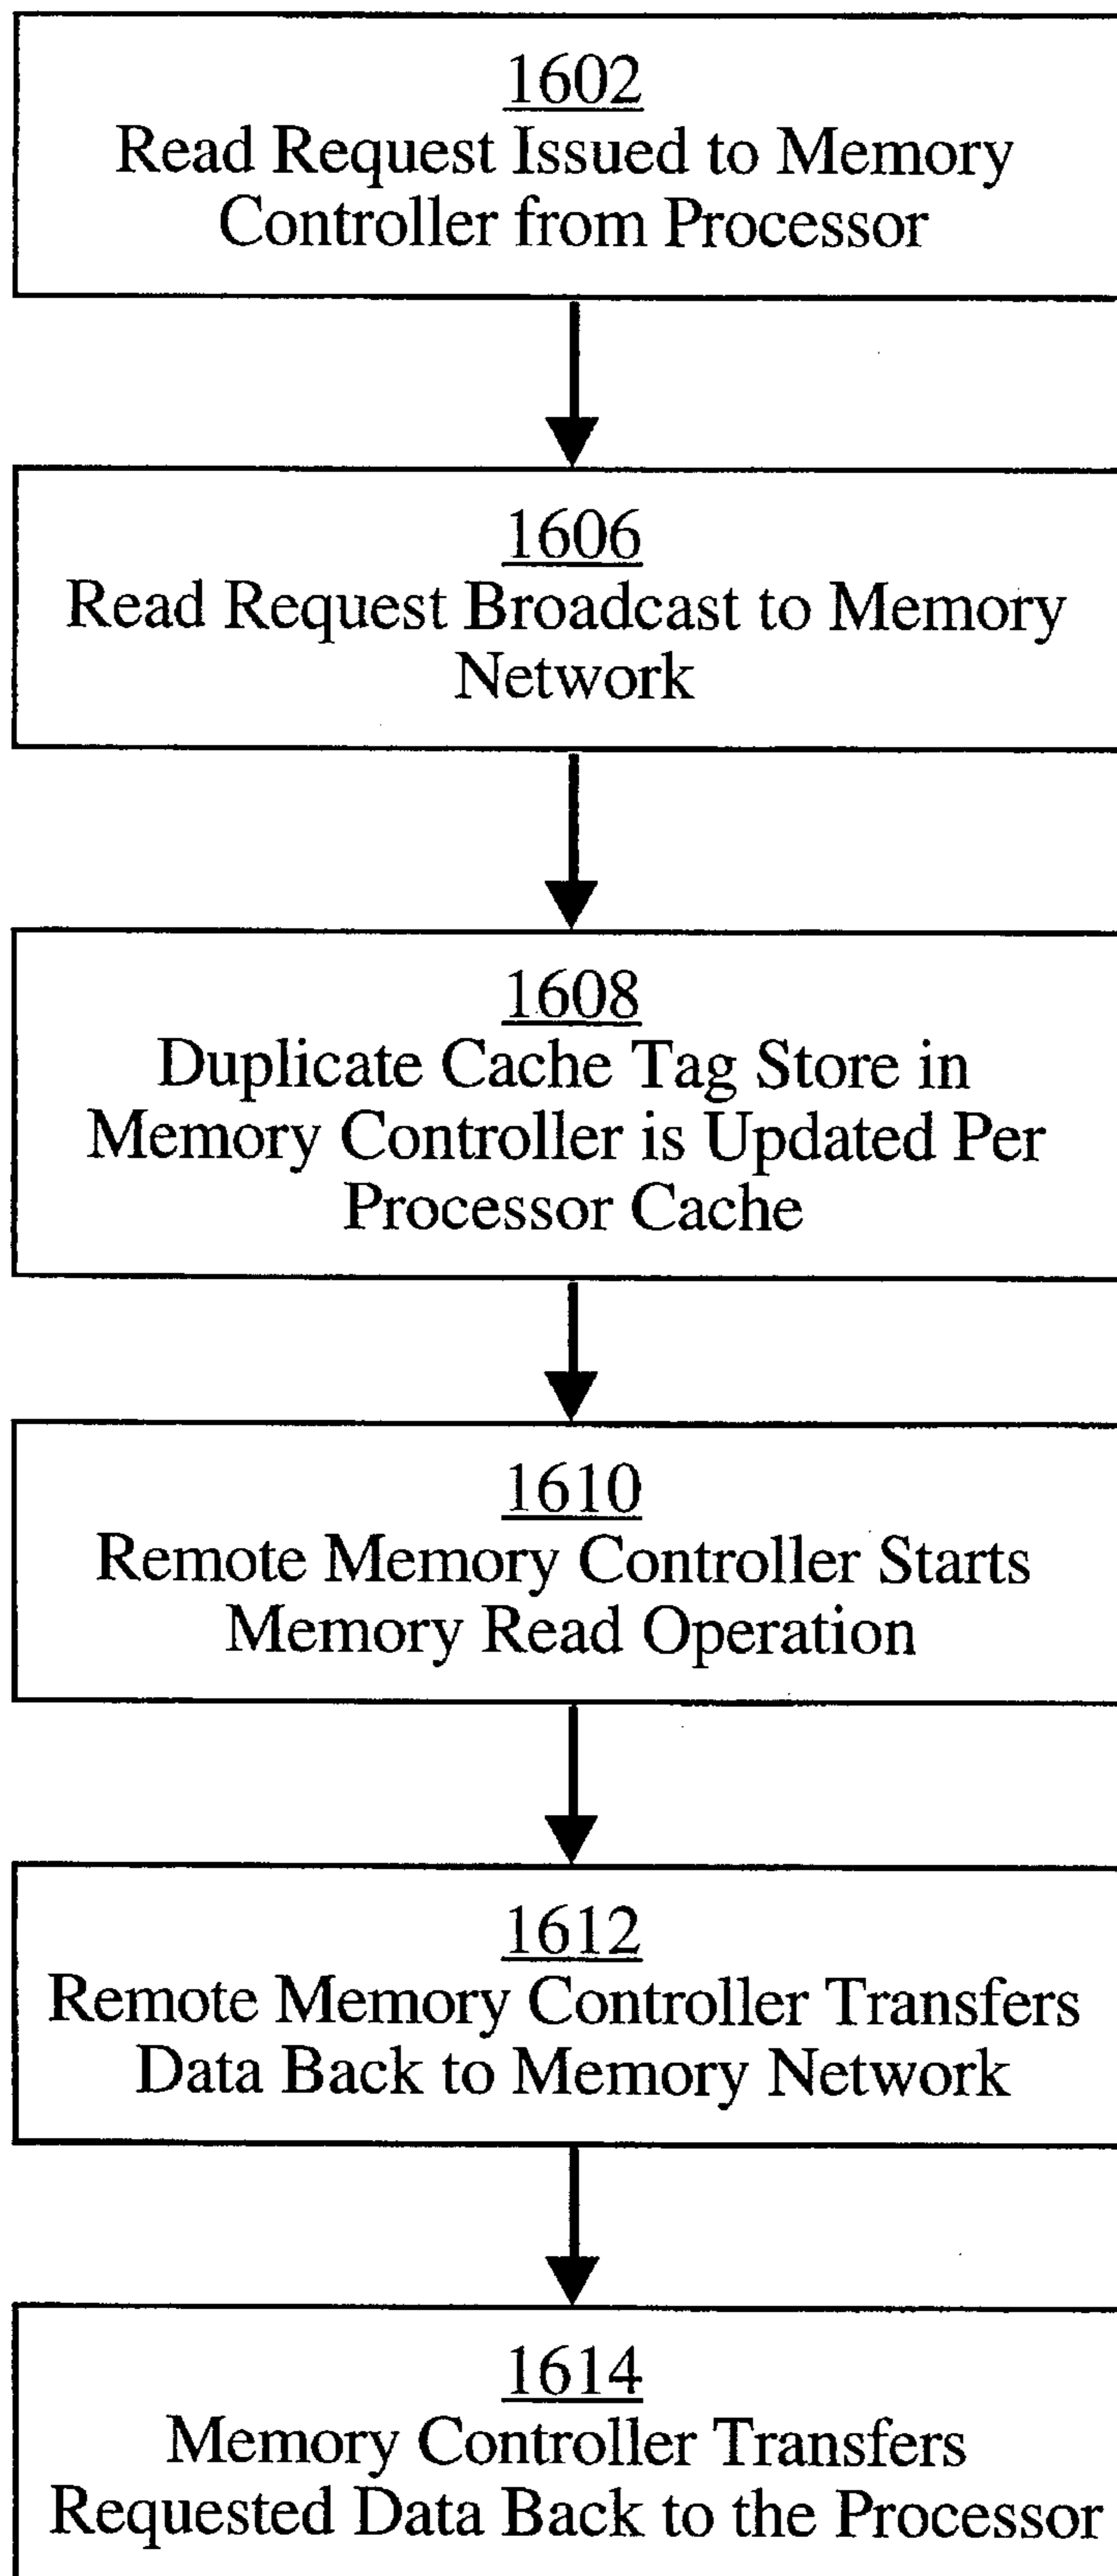 1602
Read Request Issued to Memory
Controller from Processor
1606
Read Request Broadcast to Memory
Network
1608
Duplicate Cache Tag Store in
Memory Controller is Updated Per
Processor Cache
1610
Remote Memory Controller Starts
Memory Read Operation
1612
Remote Memory Controller Transfers
Data Back to Memory Network
1614
Memory Controller Transfers
Requested Data Back to the Processor